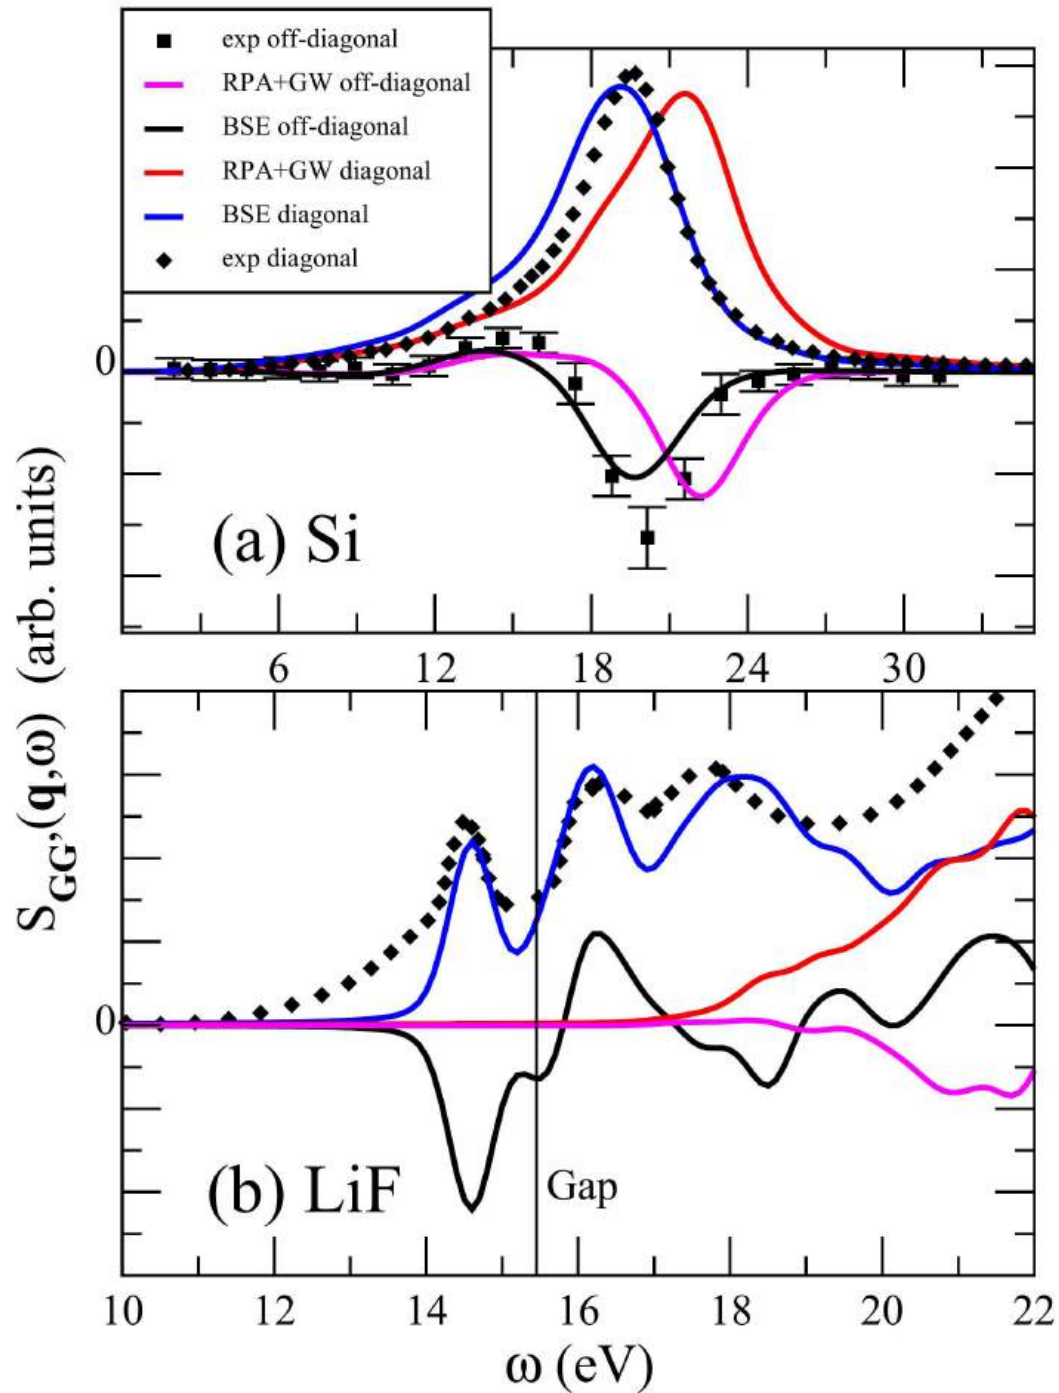 exp off-diagonal
RPA+GW off-diagonal
BSE off-diagonal
RPA+GW diagonal
BSE diagonal
exp diagonal
0
(a) Si
6 12 18 24 30
S_GG'(q,ω) (arb. units)
0
Gap
(b) LiF
10 12 14 16 18 20 22
ω (eV)